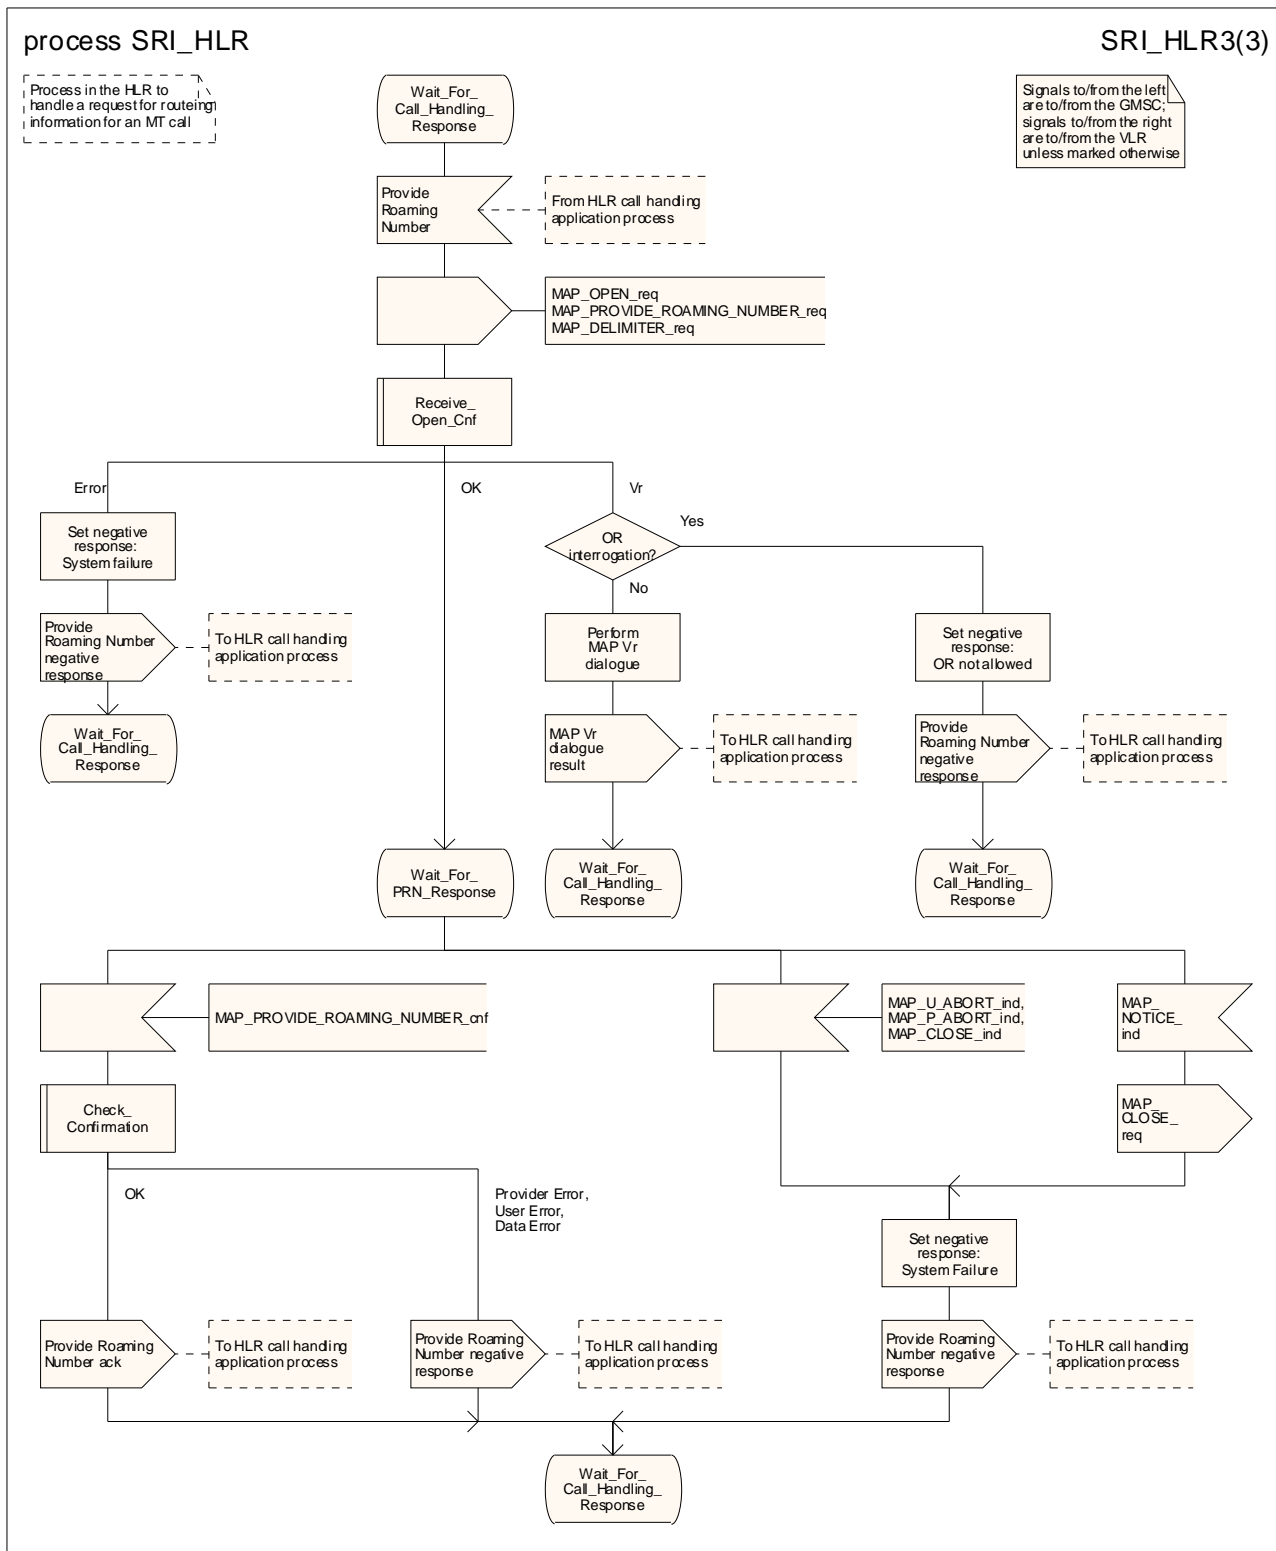 process SRI_HLR
SRI_HLR3(3)
Process in the HLR to
handle a request for routeing
information for an MT call
Wait_For_
Call_Handling_
Response
Signals to/from the left
are to/from the GMSC;
signals to/from the right
are to/from the VLR
unless marked otherwise
Provide
Roaming
Number
From HLR call handling
application process
MAP_OPEN_req
MAP_PROVIDE_ROAMING_NUMBER_req
MAP_DELIMITER_req
Receive_
Open_Cnf
Error
OK
Vr
Set negative
response:
System failure
OR
interrogation?
Yes
No
Provide
Roaming Number
negative
response
To HLR call handling
application process
Perform
MAP Vr
dialogue
Set negative
response:
OR not allowed
Wait_For_
Call_Handling_
Response
MAP Vr
dialogue
result
To HLR call handling
application process
Provide
Roaming Number
negative
response
To HLR call handling
application process
Wait_For_
PRN_Response
Wait_For_
Call_Handling_
Response
Wait_For_
Call_Handling_
Response
MAP_PROVIDE_ROAMING_NUMBER_cnf
MAP_U_ABORT_ind,
MAP_P_ABORT_ind,
MAP_CLOSE_ind
MAP_
NOTICE_
ind
Check_
Confirmation
MAP_
CLOSE_
req
OK
Provider Error,
User Error,
Data Error
Set negative
response:
System Failure
Provide Roaming
Number ack
To HLR call handling
application process
Provide Roaming
Number negative
response
To HLR call handling
application process
Provide Roaming
Number negative
response
To HLR call handling
application process
Wait_For_
Call_Handling_
Response